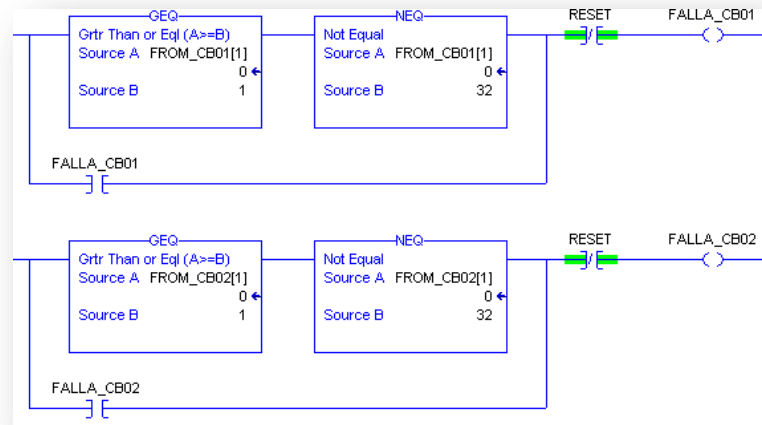 GEQ NEQ RESET FALLA_CB01
Grtr Than or Eql (A>=B) Not Equal
Source A FROM_CB01[1] Source A FROM_CB01[1]
0 0
Source B 1 Source B 32
FALLA_CB01
GEQ NEQ RESET FALLA_CB02
Grtr Than or Eql (A>=B) Not Equal
Source A FROM_CB02[1] Source A FROM_CB02[1]
0 0
Source B 1 Source B 32
FALLA_CB02